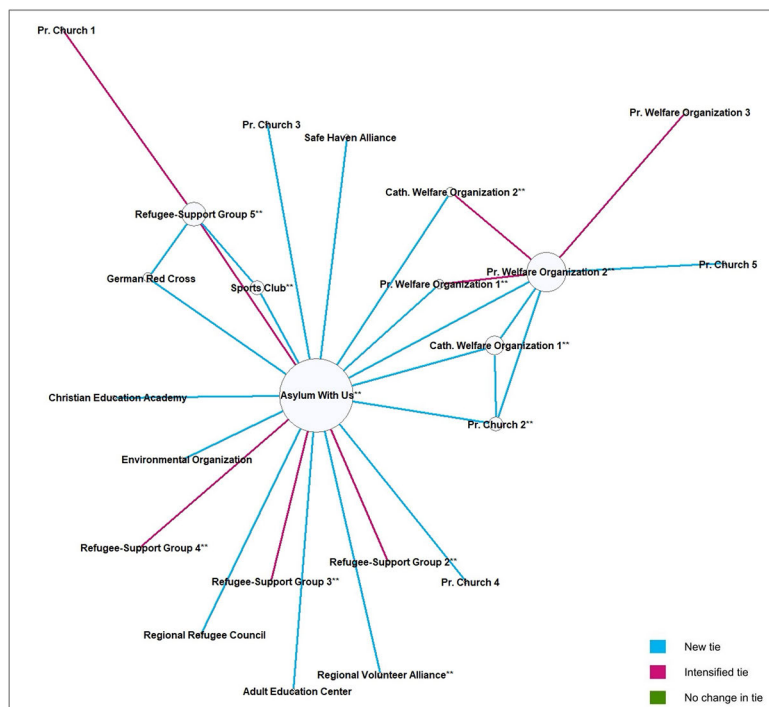 Pr. Church 1
Pr. Welfare Organization 3
Pr. Church 3
Safe Haven Alliance
Cath. Welfare Organization 2**
Refugee-Support Group 5**
Pr. Church 5
Pr. Welfare Organization 2**
German Red Cross
Pr. Welfare Organization 1**
Sports Club**
Cath. Welfare Organization 1**
Asylum With Us**
Christian Education Academy
Pr. Church 2**
Environmental Organization
Refugee-Support Group 4**
Refugee-Support Group 2**
Refugee-Support Group 3**
Pr. Church 4
Regional Refugee Council
New tie
Regional Volunteer Alliance**
Intensified tie
Adult Education Center
No change in tie